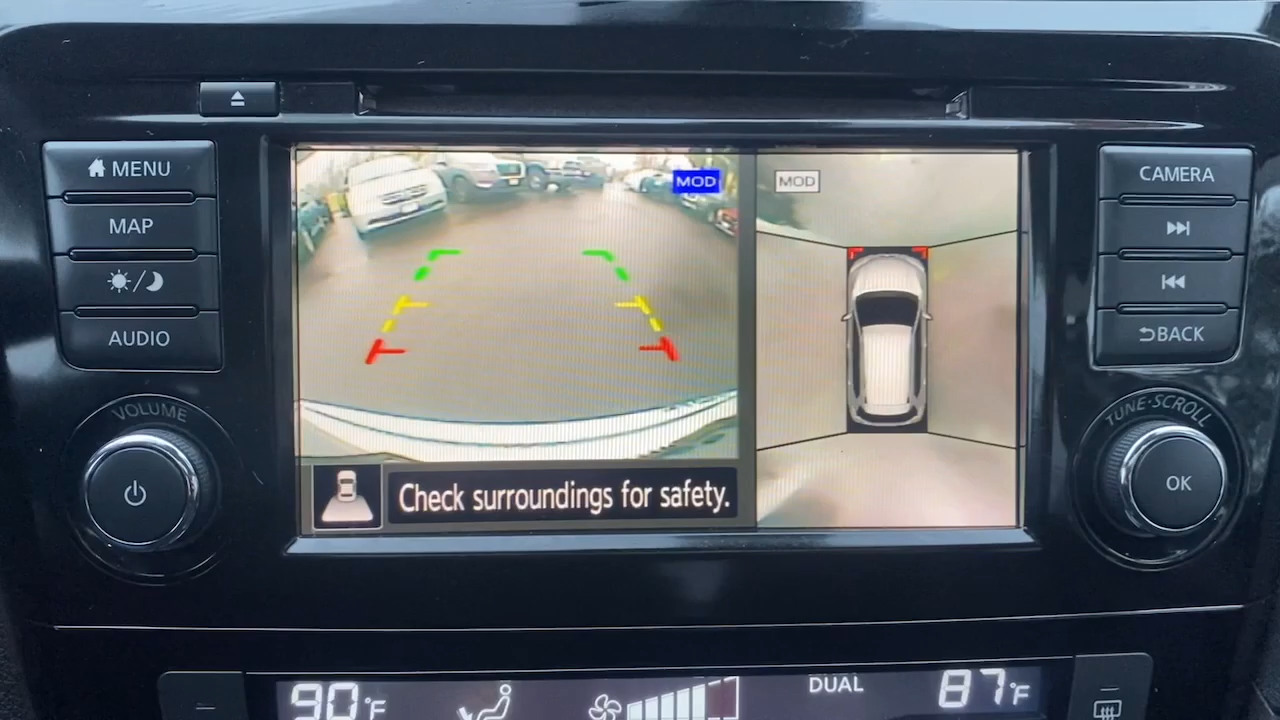 MENU
MAP
AUDIO
VOLUME
MOD
MOD
Check surroundings for safety.
CAMERA
BACK
TUNE·SCROLL
OK
90°F
DUAL
87°F